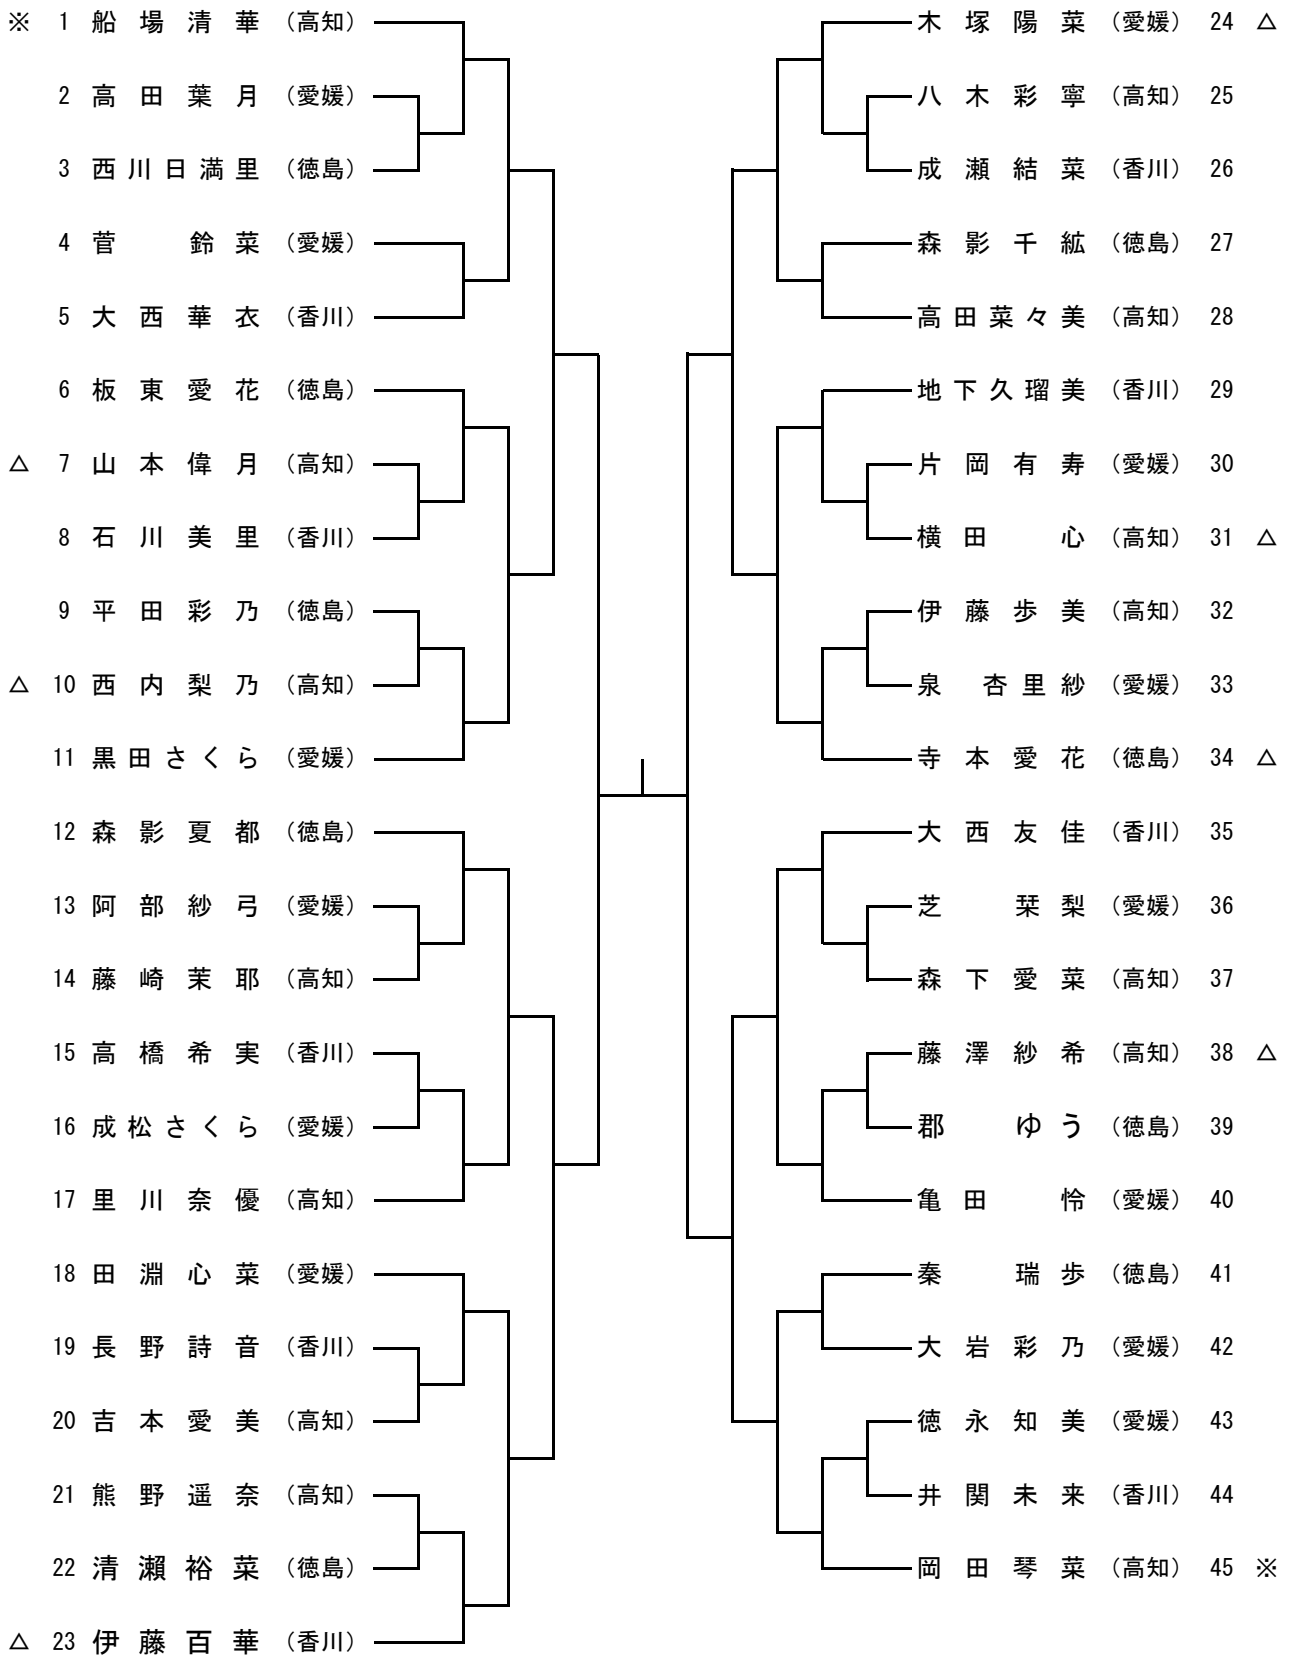 ※ 1 船場清華 (高知)
2 高田葉月 (愛媛)
3 西川日満里 (徳島)
4 菅 鈴菜 (愛媛)
5 大西華衣 (香川)
6 板東愛花 (徳島)
△ 7 山本偉月 (高知)
8 石川美里 (香川)
9 平田彩乃 (徳島)
△ 10 西内梨乃 (高知)
11 黒田さくら (愛媛)
12 森影夏都 (徳島)
13 阿部紗弓 (愛媛)
14 藤崎茉耶 (高知)
15 高橋希実 (香川)
16 成松さくら (愛媛)
17 里川奈優 (高知)
18 田淵心菜 (愛媛)
19 長野詩音 (香川)
20 吉本愛美 (高知)
21 熊野遥奈 (高知)
22 清瀨裕菜 (徳島)
△ 23 伊藤百華 (香川)
木塚陽菜 (愛媛) 24 △
八木彩寧 (高知) 25
成瀬結菜 (香川) 26
森影千紘 (徳島) 27
高田菜々美 (高知) 28
地下久瑠美 (香川) 29
片岡有寿 (愛媛) 30
横田 心 (高知) 31 △
伊藤歩美 (高知) 32
泉 杏里紗 (愛媛) 33
寺本愛花 (徳島) 34 △
大西友佳 (香川) 35
芝 栞梨 (愛媛) 36
森下愛菜 (高知) 37
藤澤紗希 (高知) 38 △
郡 ゆう (徳島) 39
亀田 怜 (愛媛) 40
秦 瑞歩 (徳島) 41
大岩彩乃 (愛媛) 42
徳永知美 (愛媛) 43
井関未来 (香川) 44
岡田琴菜 (高知) 45 ※